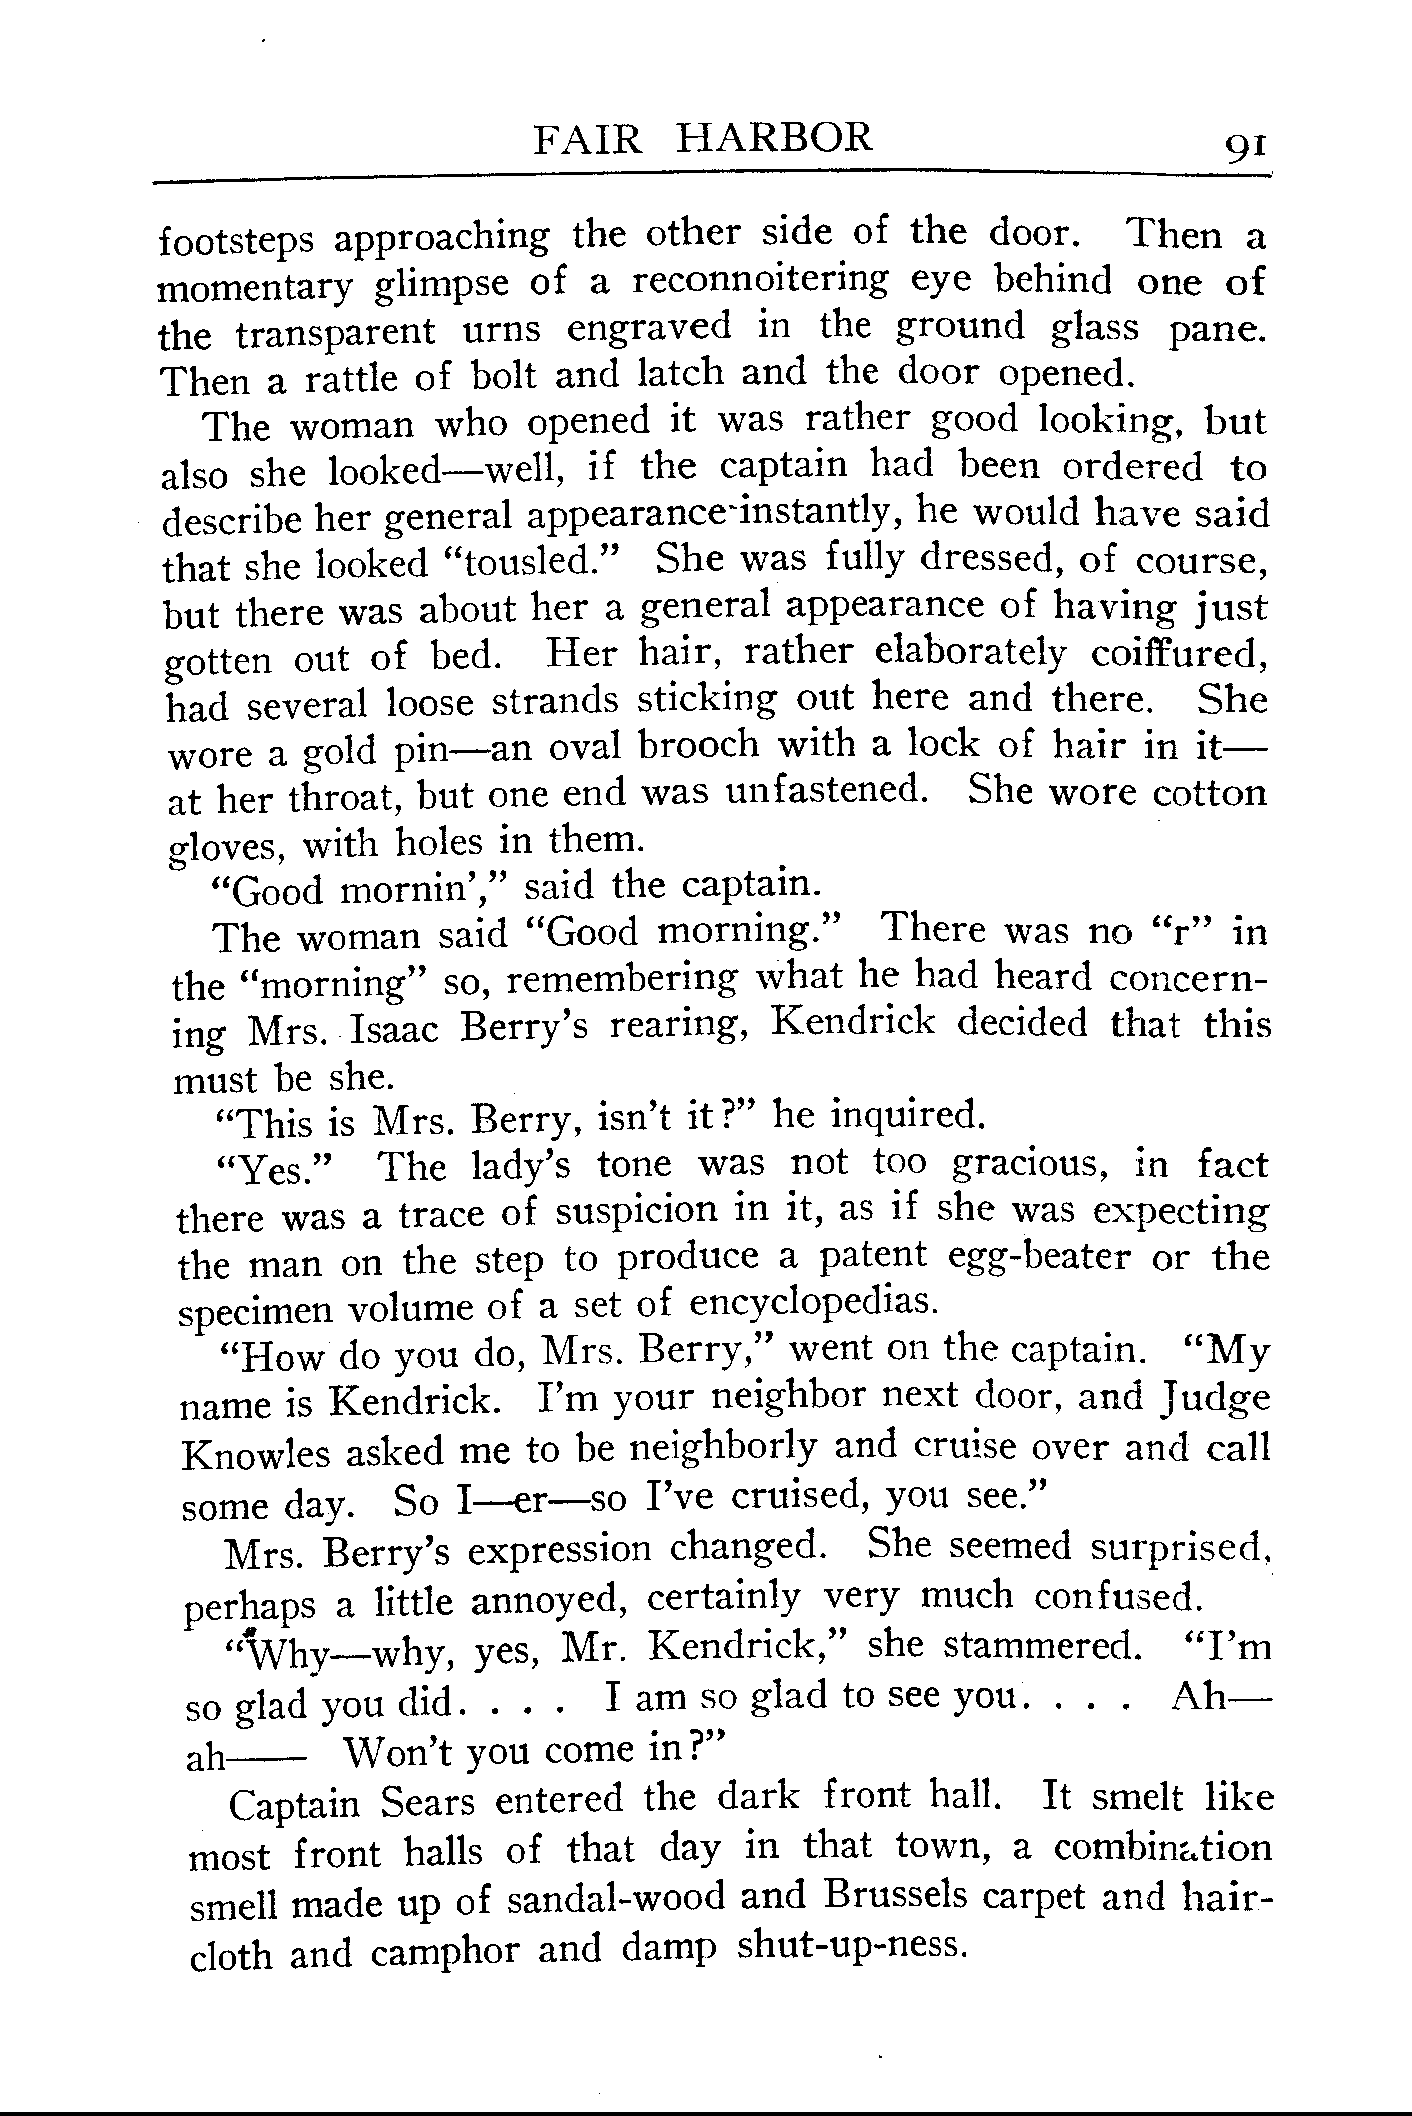 FAIR HARBOR 91
footsteps approaching the other side of the door. Then a
momentary glimpse of a reconnoitering eye behind one of
the transparent urns engraved in the ground glass pane.
Then a rattle of bolt and latch and the door opened.
The woman who opened it was rather good looking, but
also she looked—well, if the captain had been ordered to
describe her general appearance instantly, he would have said
that she looked “tousled.” She was fully dressed, of course,
but there was about her a general appearance of having just
gotten out of bed. Her hair, rather elaborately coiffured,
had several loose strands sticking out here and there. She
wore a gold pin—an oval brooch with a lock of hair in it—
at her throat, but one end was unfastened. She wore cotton
gloves, with holes in them.
“Good mornin’,” said the captain.
The woman said “Good morning.” There was no “r” in
the “morning” so, remembering what he had heard concern-
ing Mrs. Isaac Berry’s rearing, Kendrick decided that this
must be she.
“This is Mrs. Berry, isn’t it?” he inquired.
“Yes.” The lady’s tone was not too gracious, in fact
there was a trace of suspicion in it, as if she was expecting
the man on the step to produce a patent egg-beater or the
specimen volume of a set of encyclopedias.
“How do you do, Mrs. Berry,” went on the captain. “My
name is Kendrick. I’m your neighbor next door, and Judge
Knowles asked me to be neighborly and cruise over and call
some day. So I—er—so I’ve cruised, you see.”
Mrs. Berry’s expression changed. She seemed surprised,
perhaps a little annoyed, certainly very much confused.
“Why—why, yes, Mr. Kendrick,” she stammered. “I’m
so glad you did. . . . I am so glad to see you. . . . Ah—
ah—— Won’t you come in?”
Captain Sears entered the dark front hall. It smelt like
most front halls of that day in that town, a combination
smell made up of sandal-wood and Brussels carpet and hair-
cloth and camphor and damp shut-up-ness.